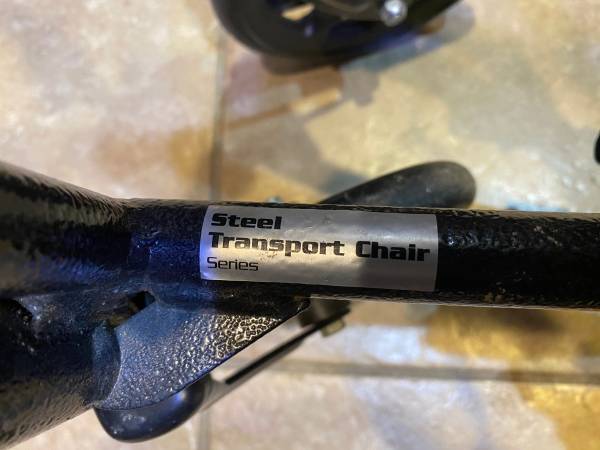 Steel
Transport Chair
Series